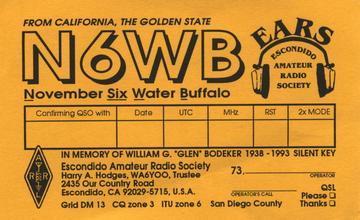 FROM CALIFORNIA, THE GOLDEN STATE
N6WB
November Six Water Buffalo
EARS
ESCONDIDO
AMATEUR
RADIO
SOCIETY
Confirming QSO with Date UTC MHz RST 2x MODE
IN MEMORY OF WILLIAM G. "GLEN" BODEKER 1938 - 1993 SILENT KEY
ARRL
Escondido Amateur Radio Society
Harry A. Hodges, WA6YOO, Trustee
2435 Our Country Road
Escondido, CA 92029-5715, U.S.A.
Grid DM 13 CQ zone 3 ITU zone 6 San Diego County
73,
OPERATOR
OPERATOR'S CALL
QSL
Please
Thanks